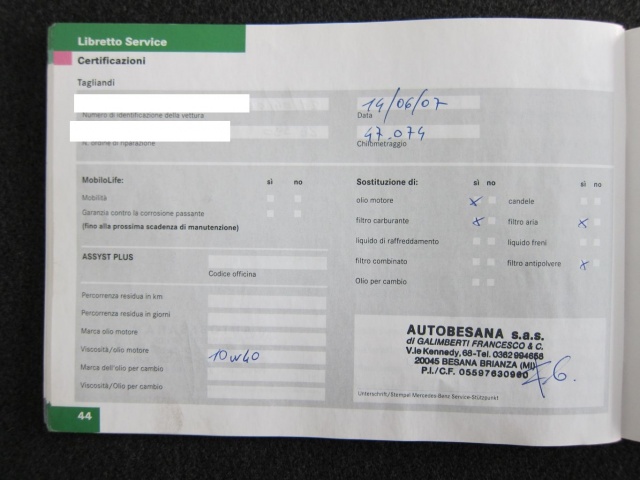 Libretto Service
Certificazioni
Tagliandi
Numero di identificazione della vettura
14/06/07
Data
47.074
N. ordine di riparazione
Chilometraggio
MobiloLife: sì no
Mobilità
Garanzia contro la corrosione passante
(fino alla prossima scadenza di manutenzione)
ASSYST PLUS
Codice officina
Percorrenza residua in km
Percorrenza residua in giorni
Marca olio motore
Viscosità/olio motore 10w40
Marca dell'olio per cambio
Viscosità/Olio per cambio
Sostituzione di: sì no sì no
olio motore x candele
filtro carburante x filtro aria x
liquido di raffreddamento liquido freni
filtro combinato filtro antipolvere x
Olio per cambio
AUTOBESANA s.a.s.
di GALIMBERTI FRANCESCO & C.
V.le Kennedy, 68-Tel. 0362994658
20045 BESANA BRIANZA (MI)
P.I./C.F. 05597630960
Unterschrift/Stempel Mercedes-Benz Service-Stützpunkt
44